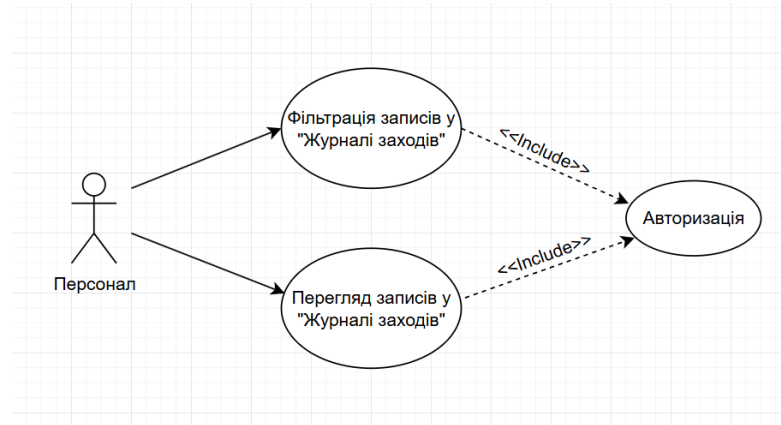 Фільтрація записів у
"Журналі заходів"
<<Include>>
Авторизація
<<Include>>
Персонал
Перегляд записів у
"Журналі заходів"